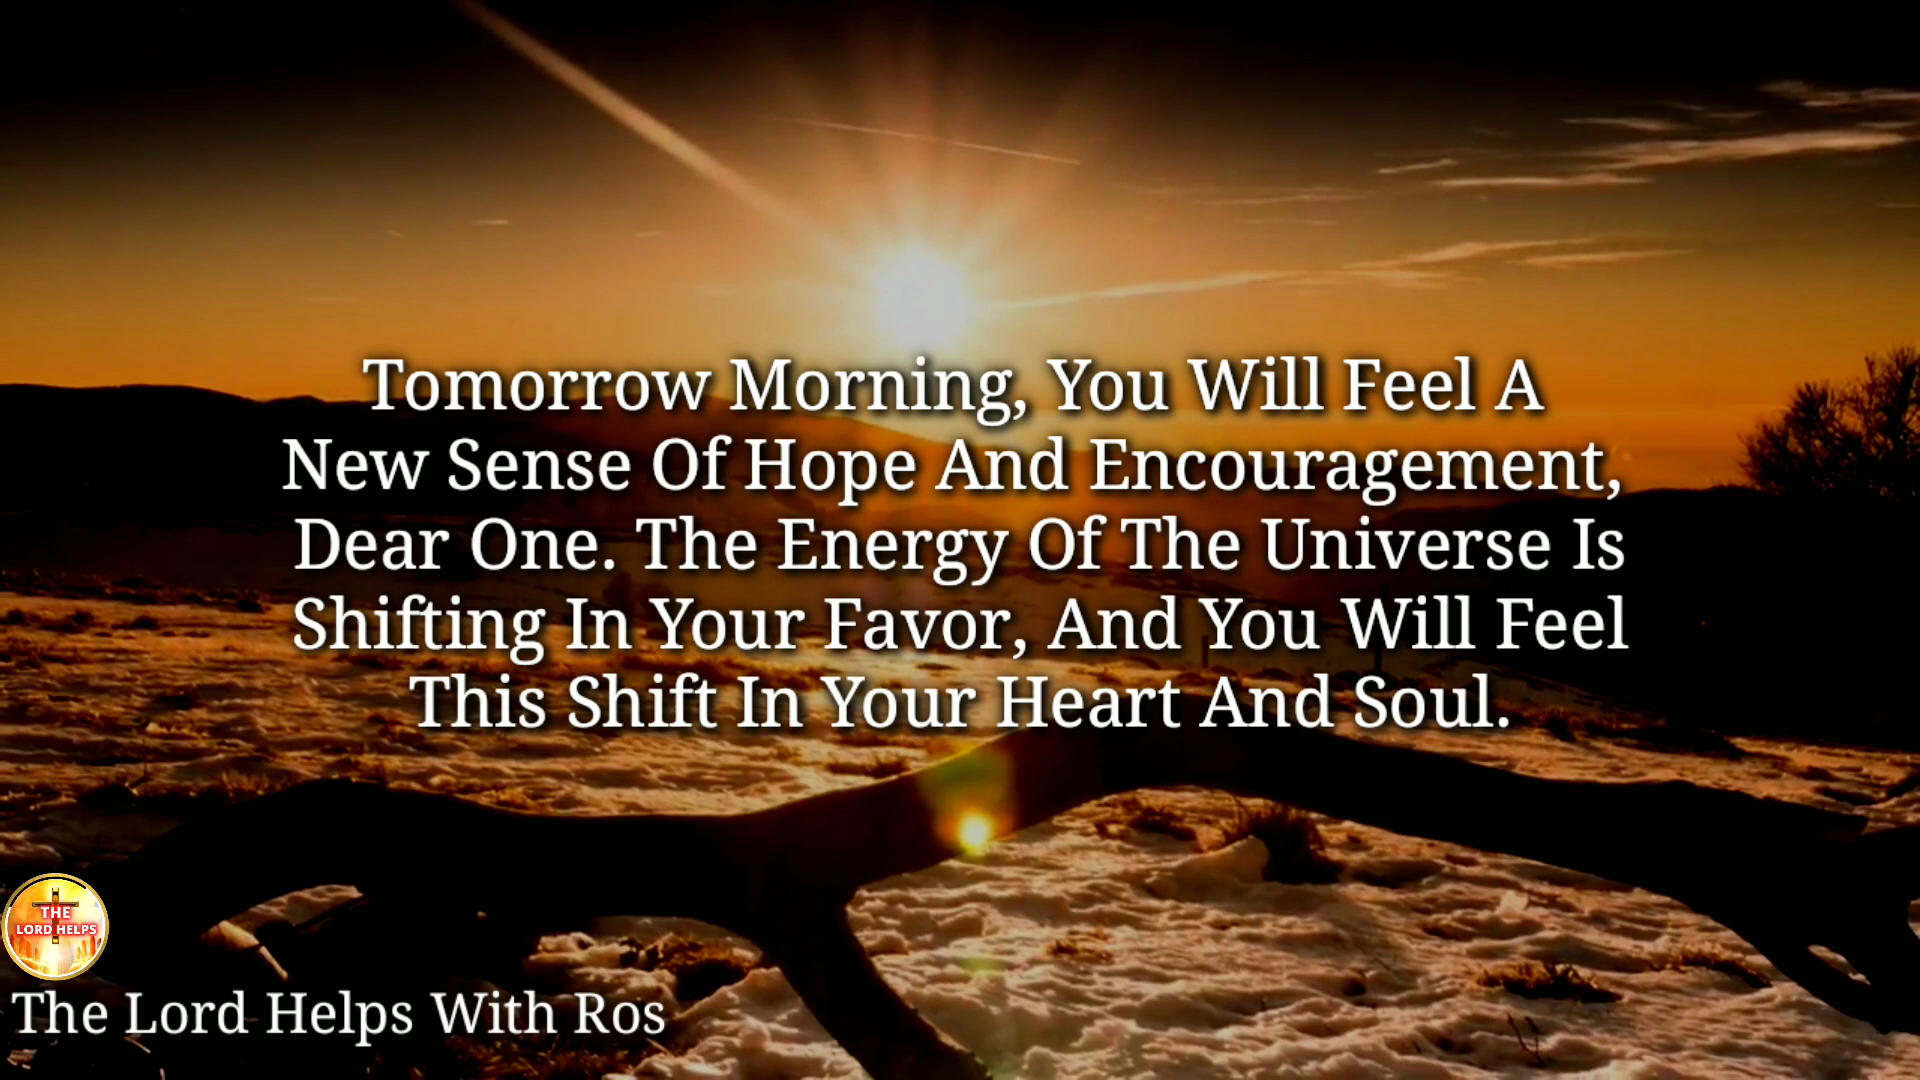 Tomorrow Morning, You Will Feel A
New Sense Of Hope And Encouragement,
Dear One. The Energy Of The Universe Is
Shifting In Your Favor, And You Will Feel
This Shift In Your Heart And Soul.
THE
LORD HELPS
The Lord Helps With Ros